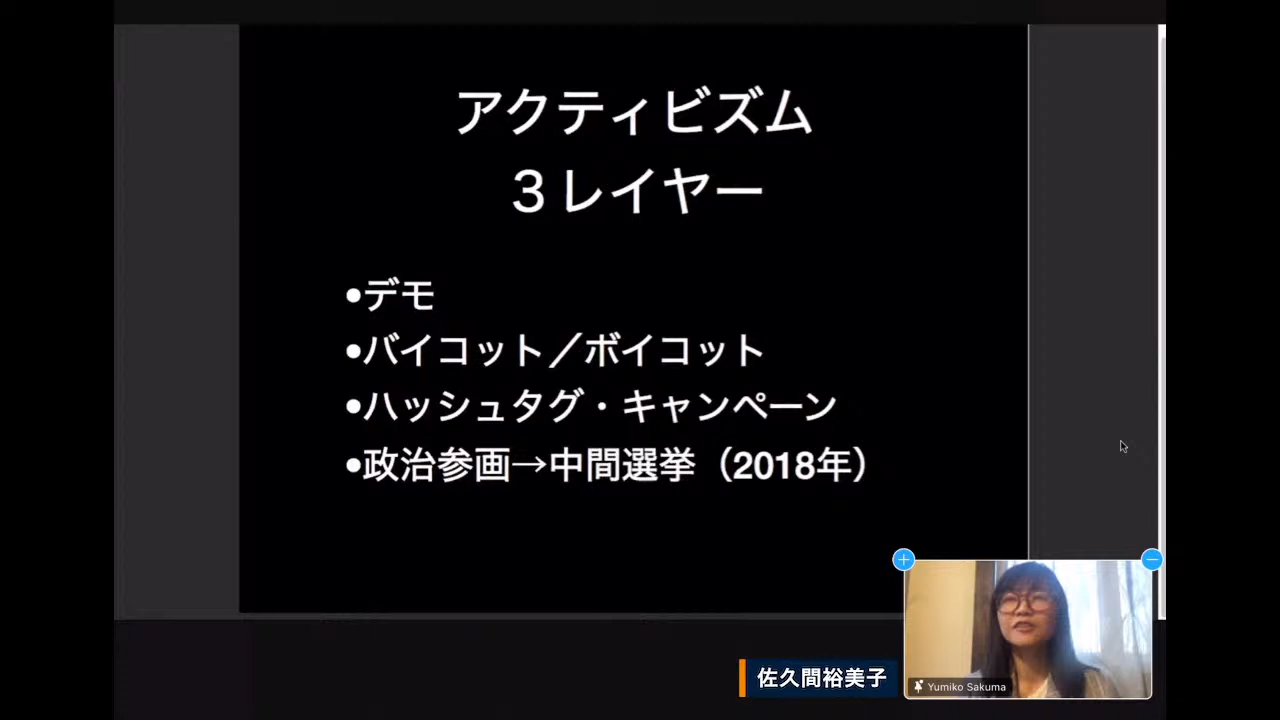 アクティビズム
３レイヤー
•デモ
•バイコット／ボイコット
•ハッシュタグ・キャンペーン
•政治参画→中間選挙（2018年）
佐久間裕美子
Yumiko Sakuma